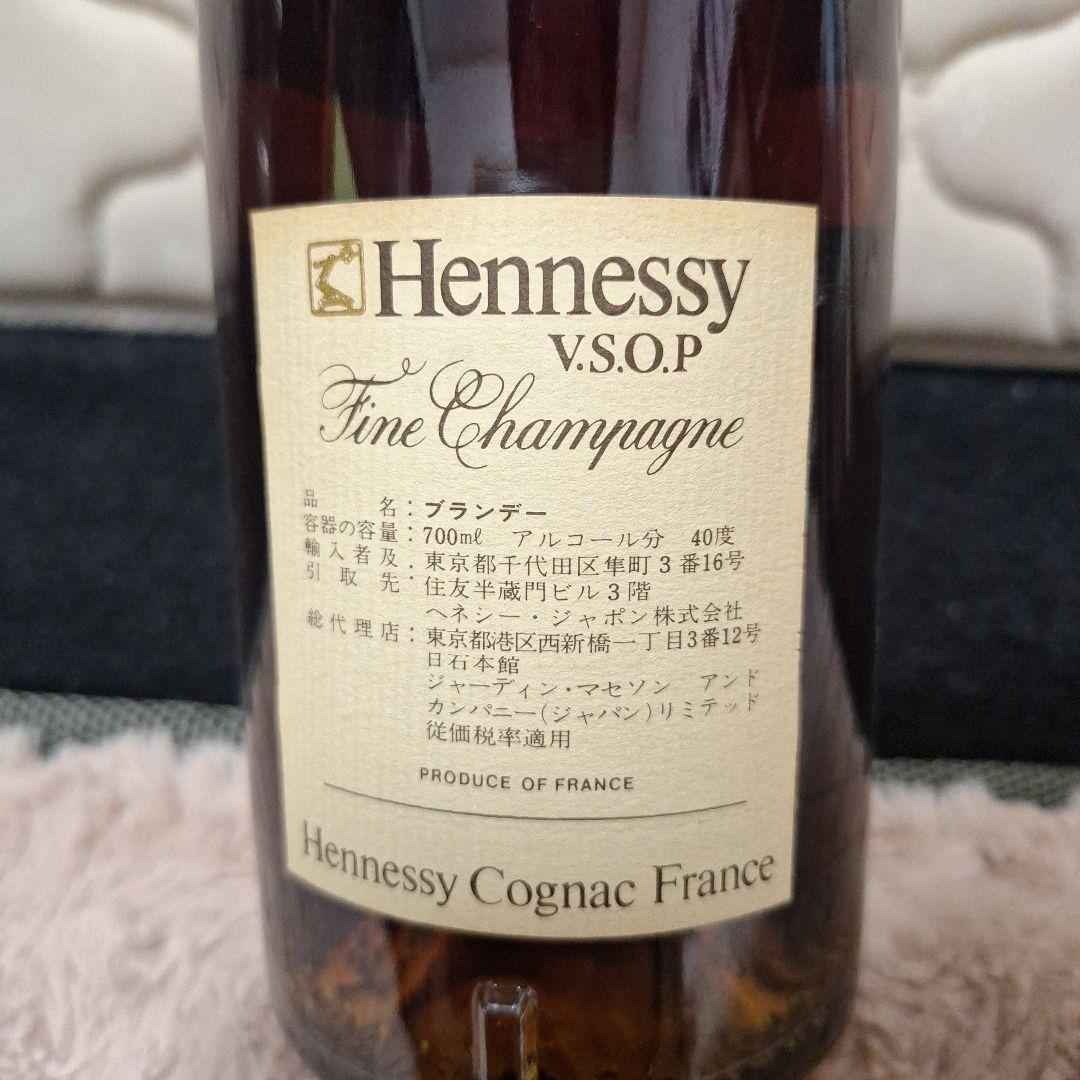 Hennessy
V.S.O.P
Fine Champagne
品名：ブランデー
容器の容量：700mℓ アルコール分 40度
輸入者及引取先：東京都千代田区隼町3番16号
住友半蔵門ビル3階
ヘネシー・ジャポン株式会社
総代理店：東京都港区西新橋一丁目3番12号
日石本館
ジャーディン・マセソン アンド
カンパニー(ジャパン)リミテッド
従価税率適用
PRODUCE OF FRANCE
Hennessy Cognac France